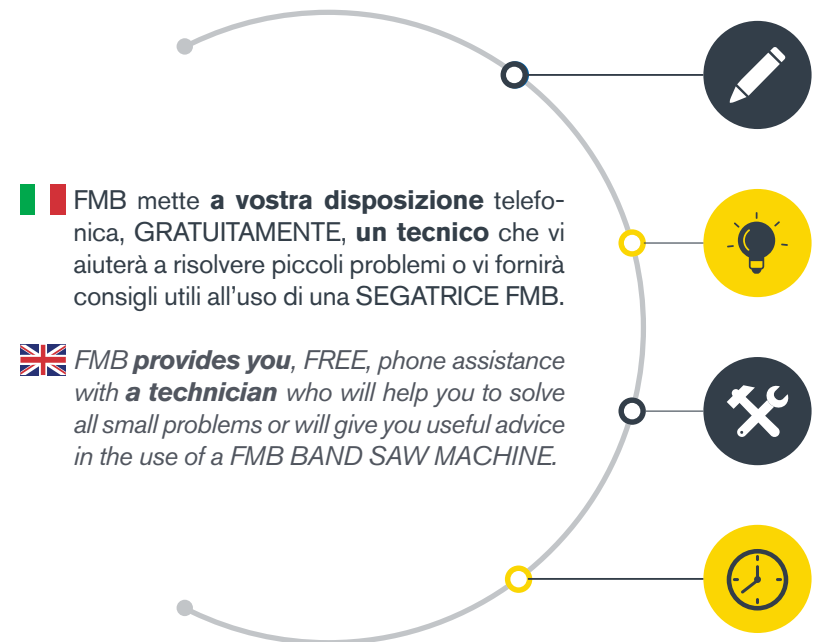 FMB mette a vostra disposizione telefo-
nica, GRATUITAMENTE, un tecnico che vi
aiuterà a risolvere piccoli problemi o vi fornirà
consigli utili all'uso di una SEGATRICE FMB.
FMB provides you, FREE, phone assistance
with a technician who will help you to solve
all small problems or will give you useful advice
in the use of a FMB BAND SAW MACHINE.